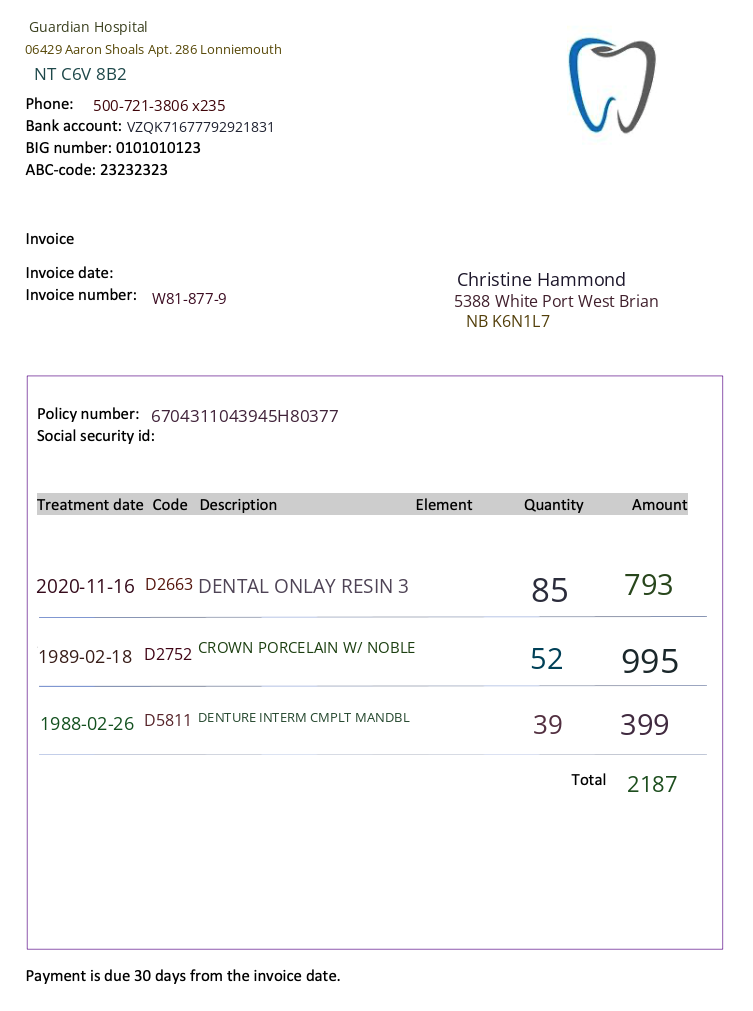 Guardian Hospital
06429 Aaron Shoals Apt. 286 Lonniemouth
NT C6V 8B2
Phone: 500-721-3806 x235
Bank account: VZQK71677792921831
BIG number: 0101010123
ABC-code: 23232323
Invoice
Invoice date:
Invoice number: W81-877-9
Christine Hammond
5388 White Port West Brian
NB K6N1L7
Policy number: 6704311043945H80377
Social security id:
Treatment date Code Description Element Quantity Amount
2020-11-16 D2663 DENTAL ONLAY RESIN 3 85 793
1989-02-18 D2752 CROWN PORCELAIN W/ NOBLE 52 995
1988-02-26 D5811 DENTURE INTERM CMPLT MANDBL 39 399
Total 2187
Payment is due 30 days from the invoice date.